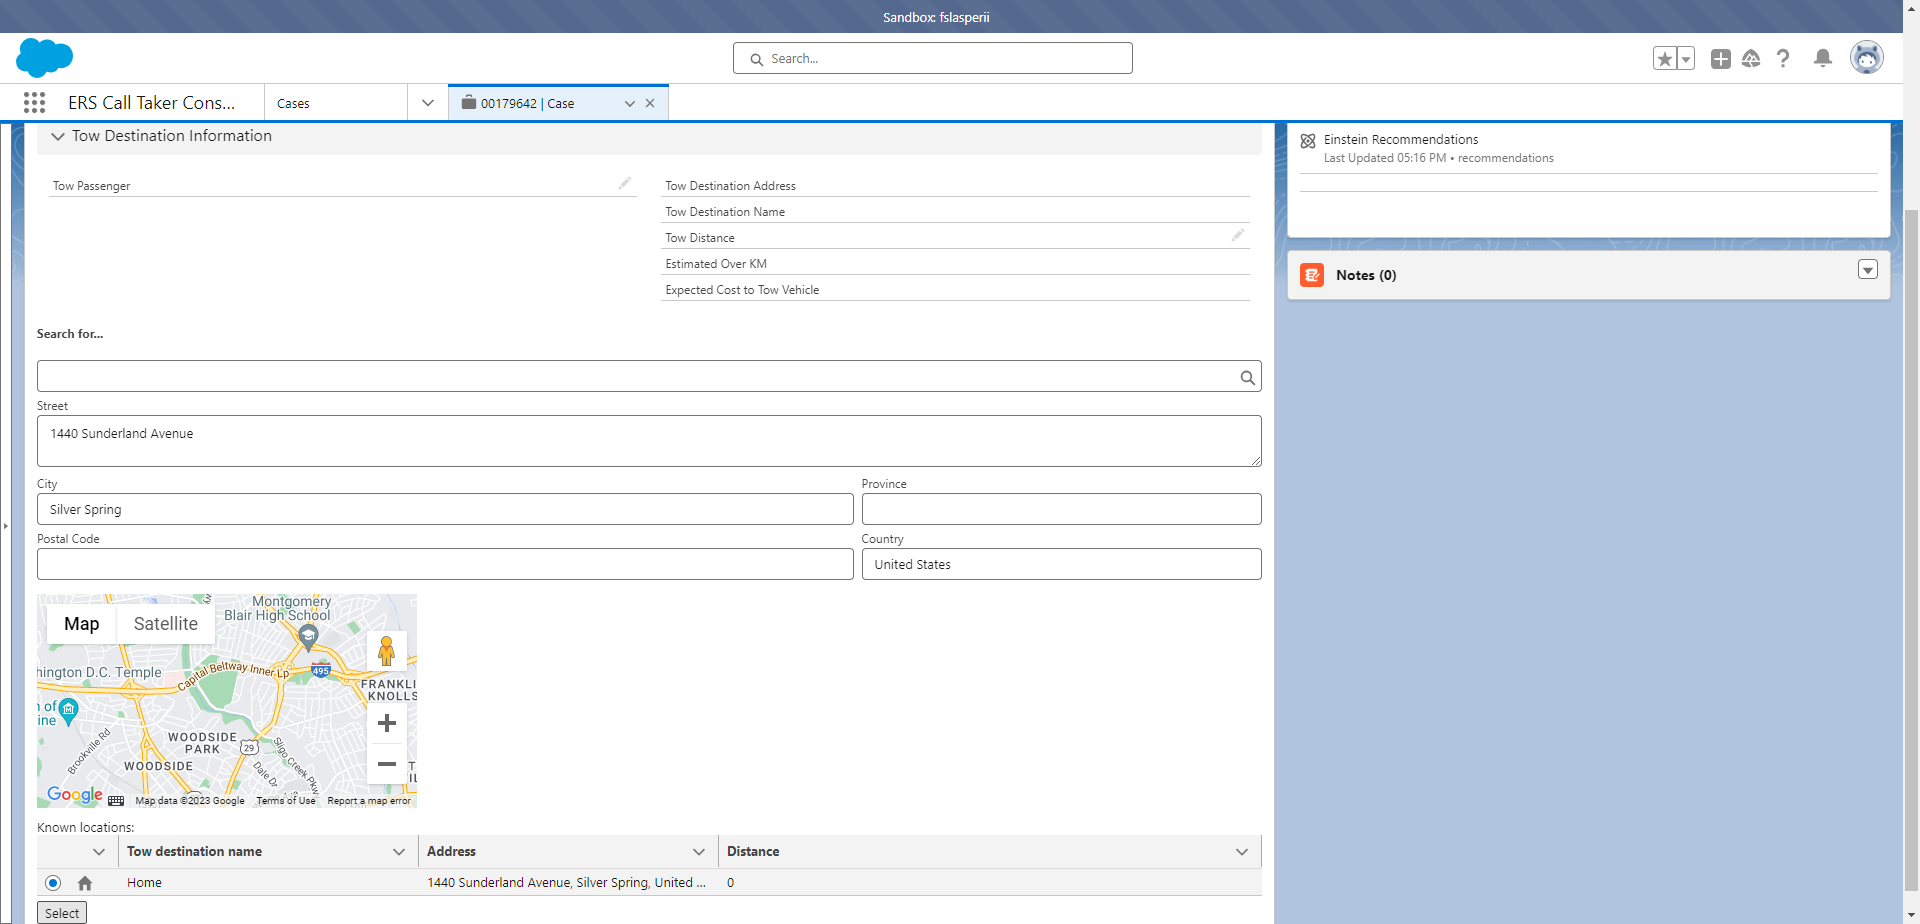 Sandbox: fslasperii
Search...
ERS Call Taker Cons...
Cases
00179642 | Case
Tow Destination Information
Tow Passenger
Tow Destination Address
Tow Destination Name
Tow Distance
Estimated Over KM
Expected Cost to Tow Vehicle
Einstein Recommendations
Last Updated 05:16 PM • recommendations
Notes (0)
Search for...
Street
1440 Sunderland Avenue
City
Province
Silver Spring
Postal Code
Country
United States
Map
Satellite
Montgomery
Blair High School
hington D.C. Temple
Capital Beltway Inner Lp
495
FRANKLI
KNOLLS
n of
ine
WOODSIDE
PARK
29
Brookville Rd
WOODSIDE
Sligo Creek Pkwy
Dale Dr
T
IL
Google
Map data ©2023 Google
Terms of Use
Report a map error
Known locations:
Tow destination name
Address
Distance
Home
1440 Sunderland Avenue, Silver Spring, United ...
0
Select